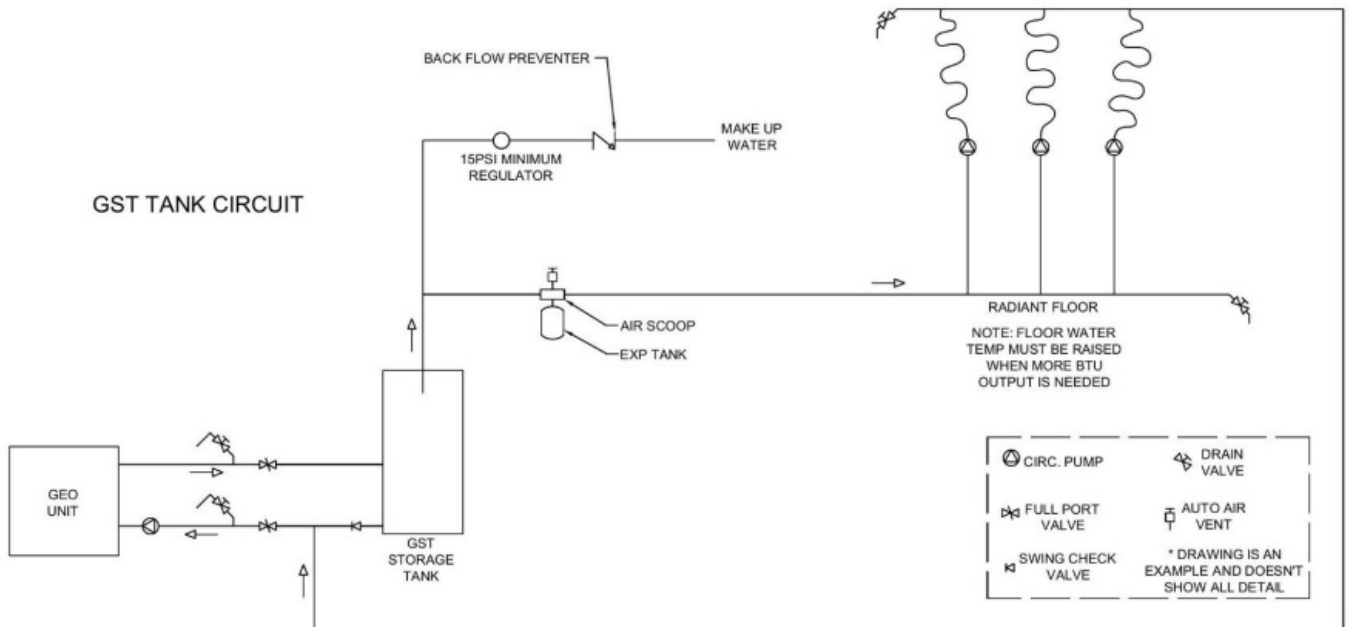 BACK FLOW PREVENTER
MAKE UP
WATER
15PSI MINIMUM
REGULATOR
GST TANK CIRCUIT
AIR SCOOP
EXP TANK
RADIANT FLOOR
NOTE: FLOOR WATER
TEMP MUST BE RAISED
WHEN MORE BTU
OUTPUT IS NEEDED
GEO
UNIT
GST
STORAGE
TANK
CIRC. PUMP
DRAIN
VALVE
FULL PORT
VALVE
AUTO AIR
VENT
SWING CHECK
VALVE
* DRAWING IS AN
EXAMPLE AND DOESN'T
SHOW ALL DETAIL